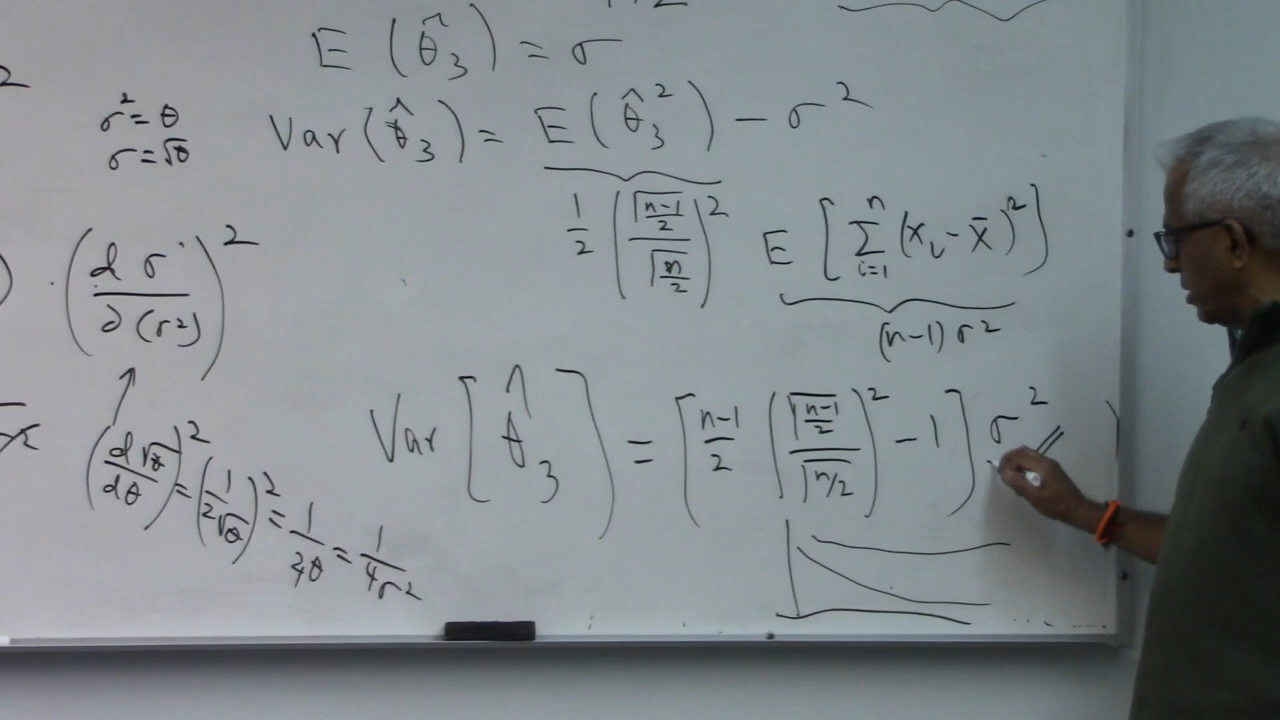 E (θ̂₃) = σ
σ² = θ
σ = √θ
Var (θ̂₃) = E (θ̂₃²) − σ²
1/2 (Γ(n-1)/2 / Γn/2)² E [∑ᵢ₌₁ⁿ (xᵢ − x̄)²]
(n-1) σ²
· (d σ / ∂(σ²))²
Var [θ̂₃] = [n-1/2 (Γ(n-1)/2 / Γn/2)² − 1] σ²
(d√θ / dθ)² = (1 / 2√θ)² = 1/4θ = 1/4σ²